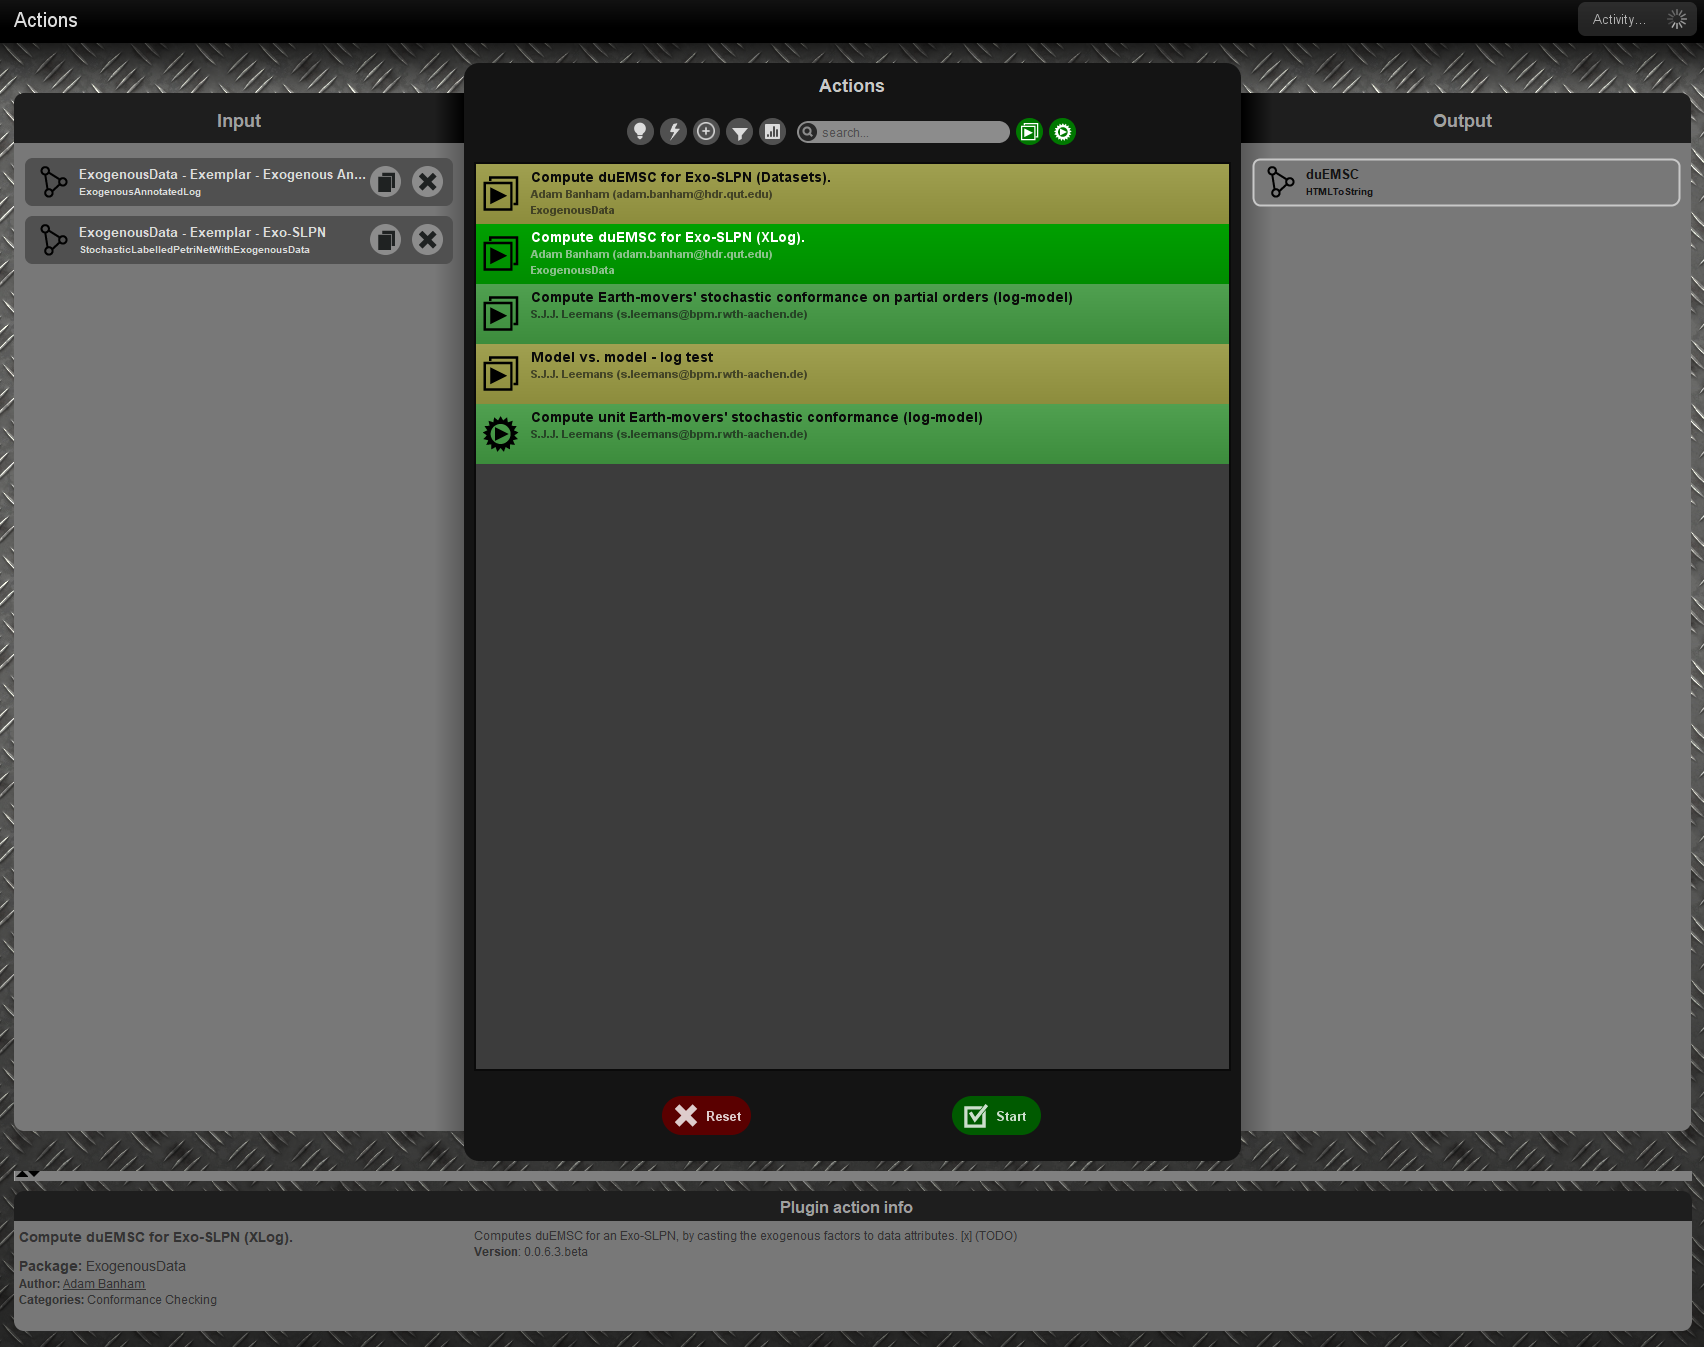 Actions
Activity...
Input
ExogenousData - Exemplar - Exogenous An...
ExogenousAnnotatedLog
ExogenousData - Exemplar - Exo-SLPN
StochasticLabelledPetriNetWithExogenousData
Actions
search...
Compute duEMSC for Exo-SLPN (Datasets).
Adam Banham (adam.banham@hdr.qut.edu)
ExogenousData
Compute duEMSC for Exo-SLPN (XLog).
Adam Banham (adam.banham@hdr.qut.edu)
ExogenousData
Compute Earth-movers' stochastic conformance on partial orders (log-model)
S.J.J. Leemans (s.leemans@bpm.rwth-aachen.de)
Model vs. model - log test
S.J.J. Leemans (s.leemans@bpm.rwth-aachen.de)
Compute unit Earth-movers' stochastic conformance (log-model)
S.J.J. Leemans (s.leemans@bpm.rwth-aachen.de)
Reset
Start
Output
duEMSC
HTMLToString
Plugin action info
Compute duEMSC for Exo-SLPN (XLog).
Package: ExogenousData
Author: Adam Banham
Categories: Conformance Checking
Computes duEMSC for an Exo-SLPN, by casting the exogenous factors to data attributes. [x] (TODO)
Version: 0.0.6.3.beta